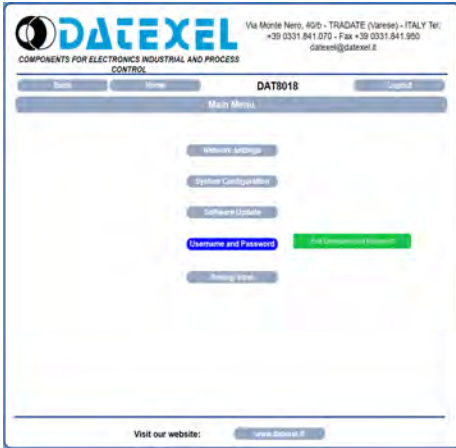 DATEXEL
COMPONENTS FOR ELECTRONICS INDUSTRIAL AND PROCESS
CONTROL
Via Monte Nero, 40/b - TRADATE (Varese) - ITALY Tel:
+39 0331.841.070 - Fax +39 0331.841.950
datexel@datexel.it
Back
Home
DAT8018
Logout
Main Menu
Network settings
System Configuration
Software Update
Username and Password
Visit our website:
www.datexel.it